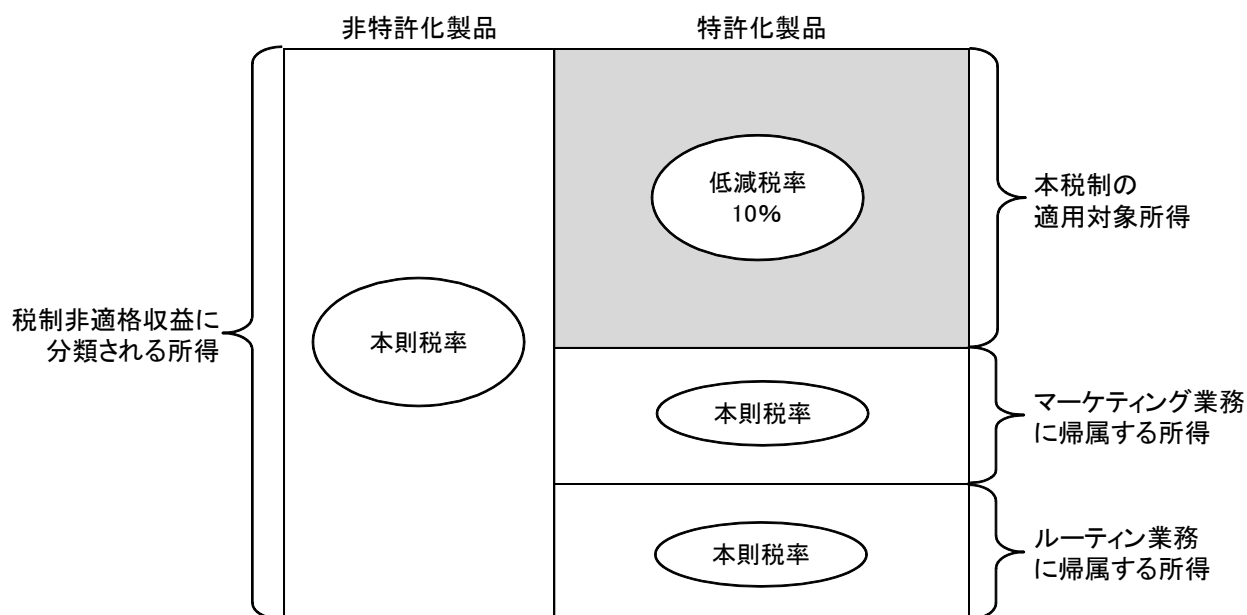 非特許化製品
特許化製品
低減税率
10%
本税制の
適用対象所得
税制非適格収益に
分類される所得
本則税率
本則税率
マーケティング業務
に帰属する所得
本則税率
ルーティン業務
に帰属する所得